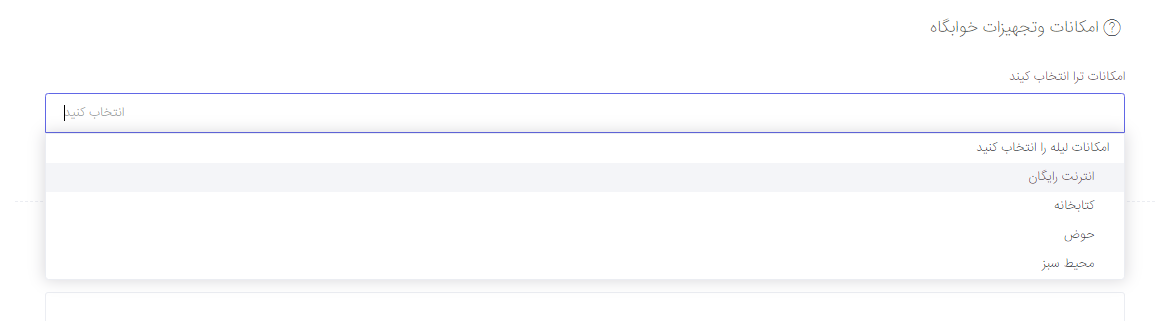 امکانات وتجهیزات خوابگاه
امکانات ترا انتخاب کیند
انتخاب کنید
امکانات لیله را انتخاب کنید
انترنت رایگان
کتابخانه
حوض
محیط سبز